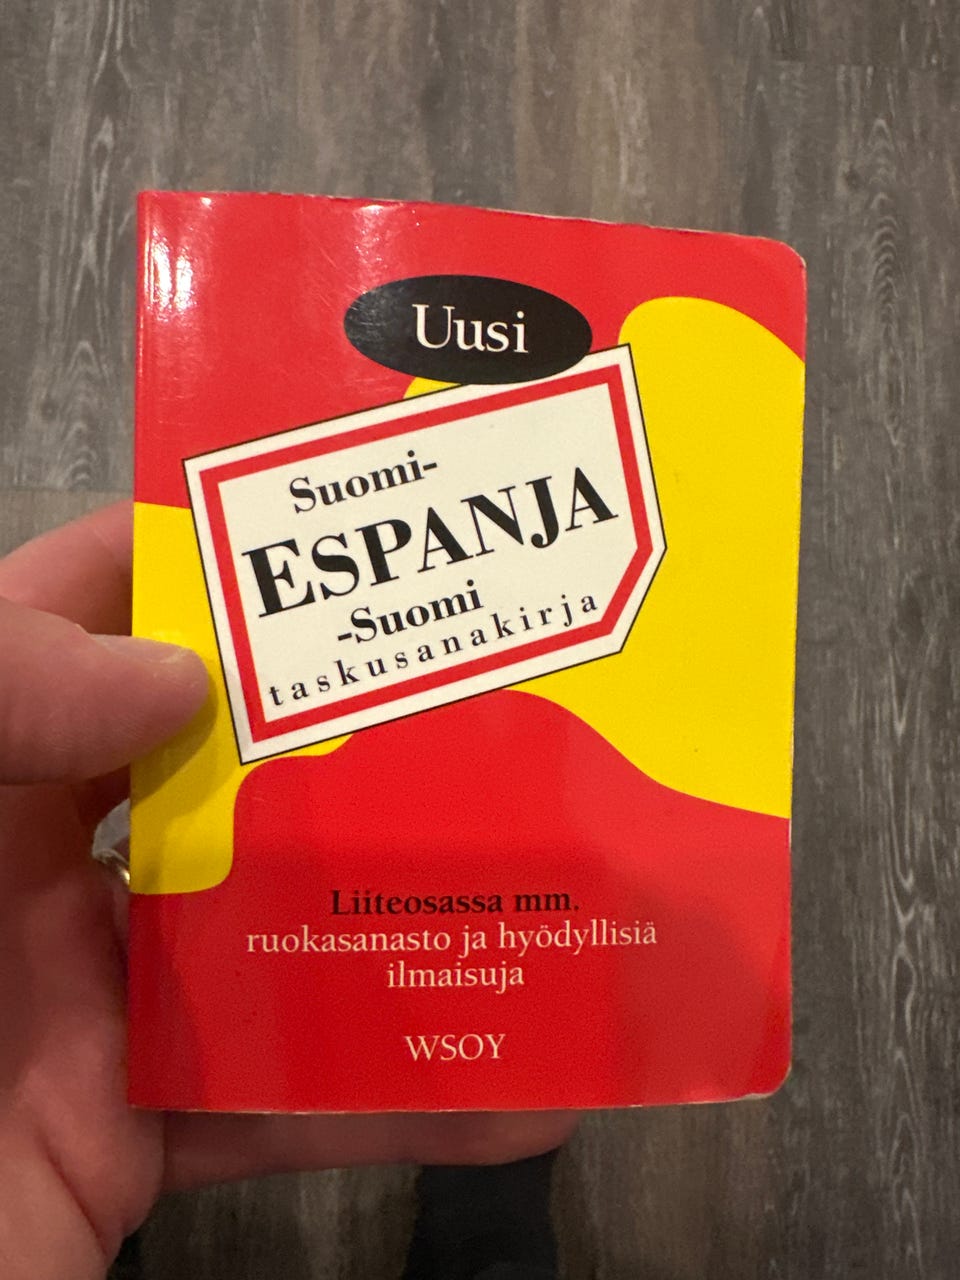 Uusi
Suomi-
ESPANJA
-Suomi
taskusanakirja
Liiteosassa mm.
ruokasanasto ja hyödyllisiä
ilmaisuja
WSOY